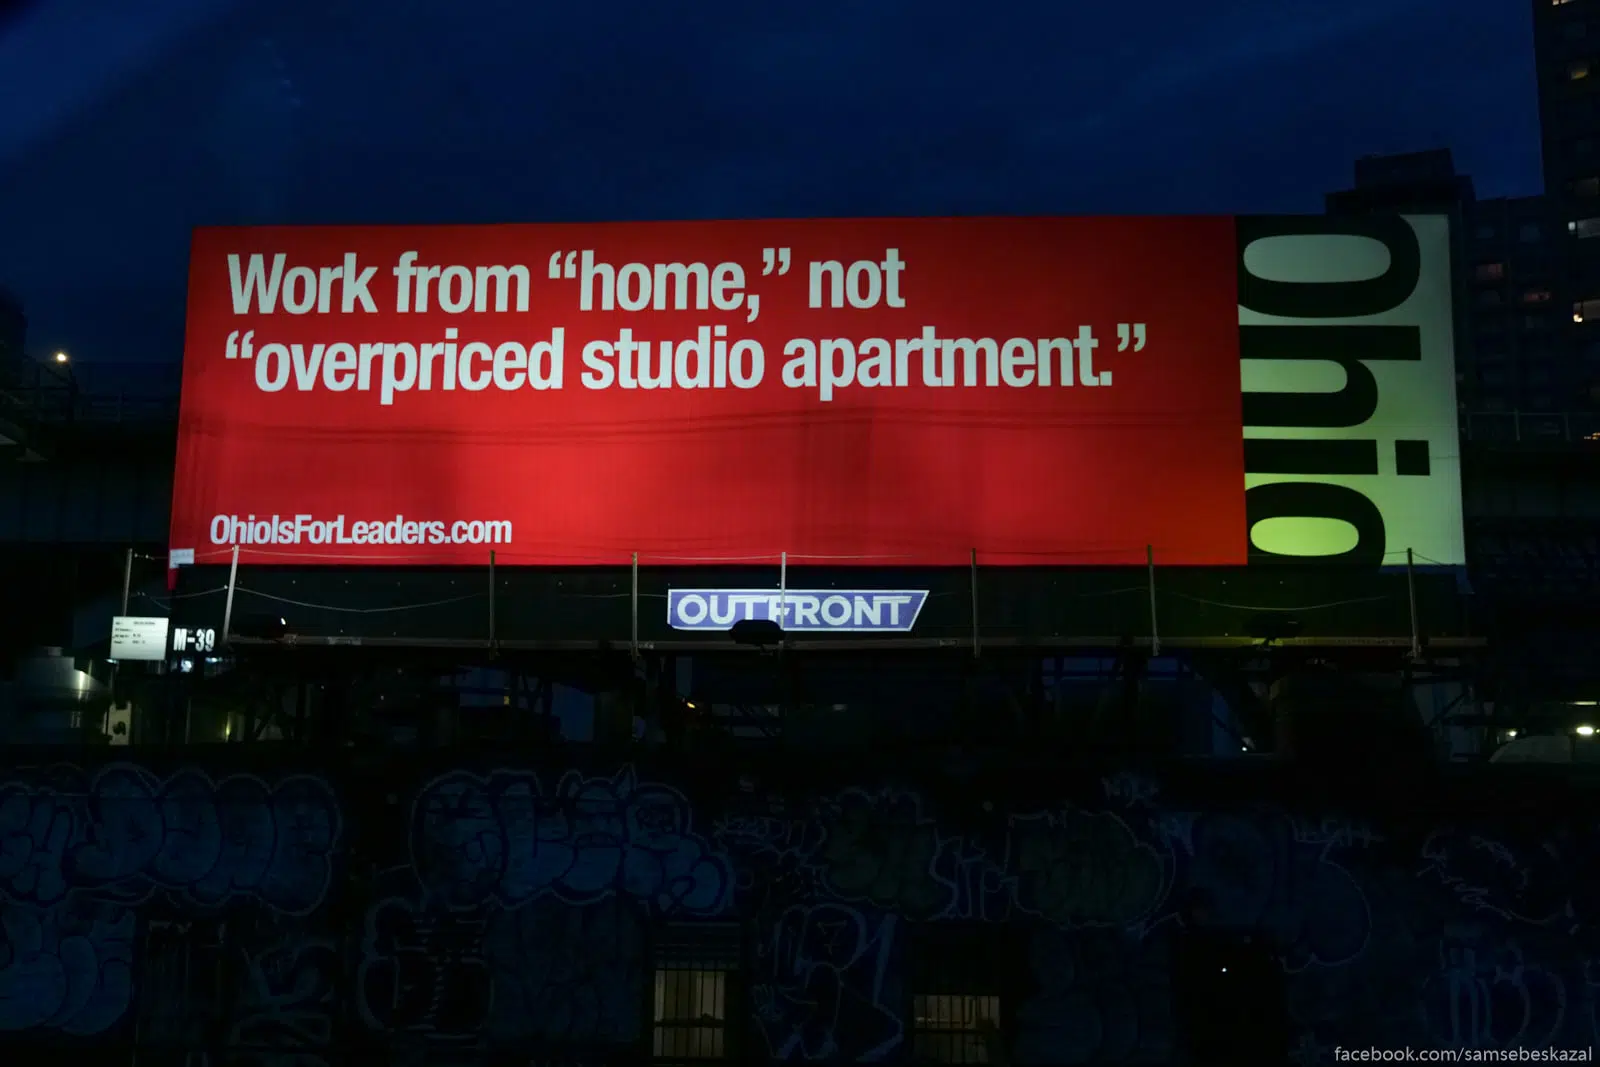 Work from “home,” not
“overpriced studio apartment.”
Ohio
OhioIsForLeaders.com
OUTFRONT
M-39
facebook.com/samsebeskazal